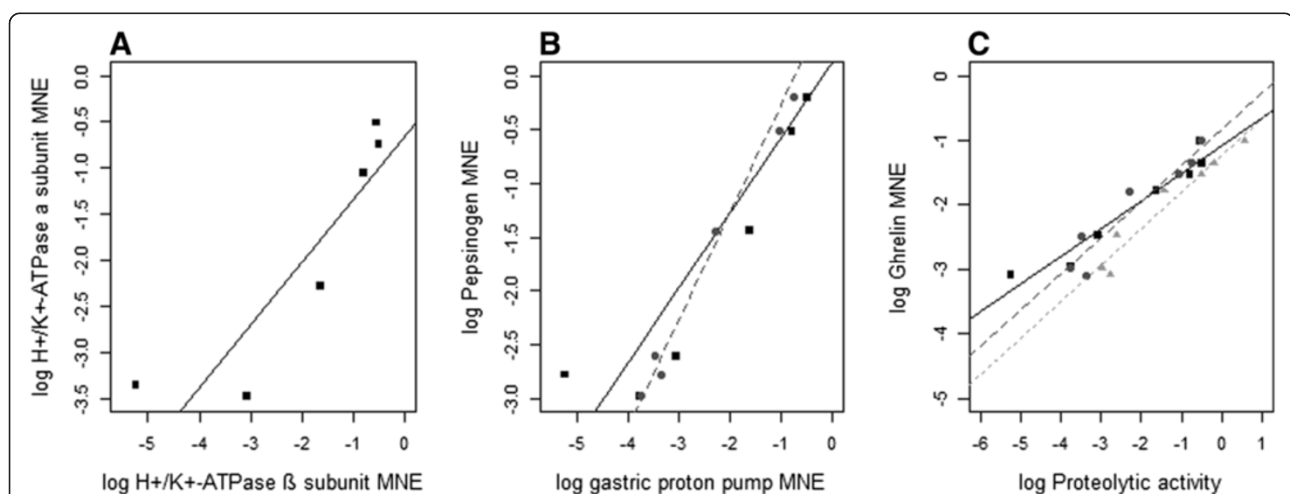 A
log H+/K+-ATPase a subunit MNE
0.0
-0.5
-1.0
-1.5
-2.0
-2.5
-3.0
-3.5
-5 -4 -3 -2 -1 0
log H+/K+-ATPase ß subunit MNE
B
log Pepsinogen MNE
0.0
-0.5
-1.0
-1.5
-2.0
-2.5
-3.0
-5 -4 -3 -2 -1 0
log gastric proton pump MNE
C
log Ghrelin MNE
0
-1
-2
-3
-4
-5
-6 -5 -4 -3 -2 -1 0 1
log Proteolytic activity